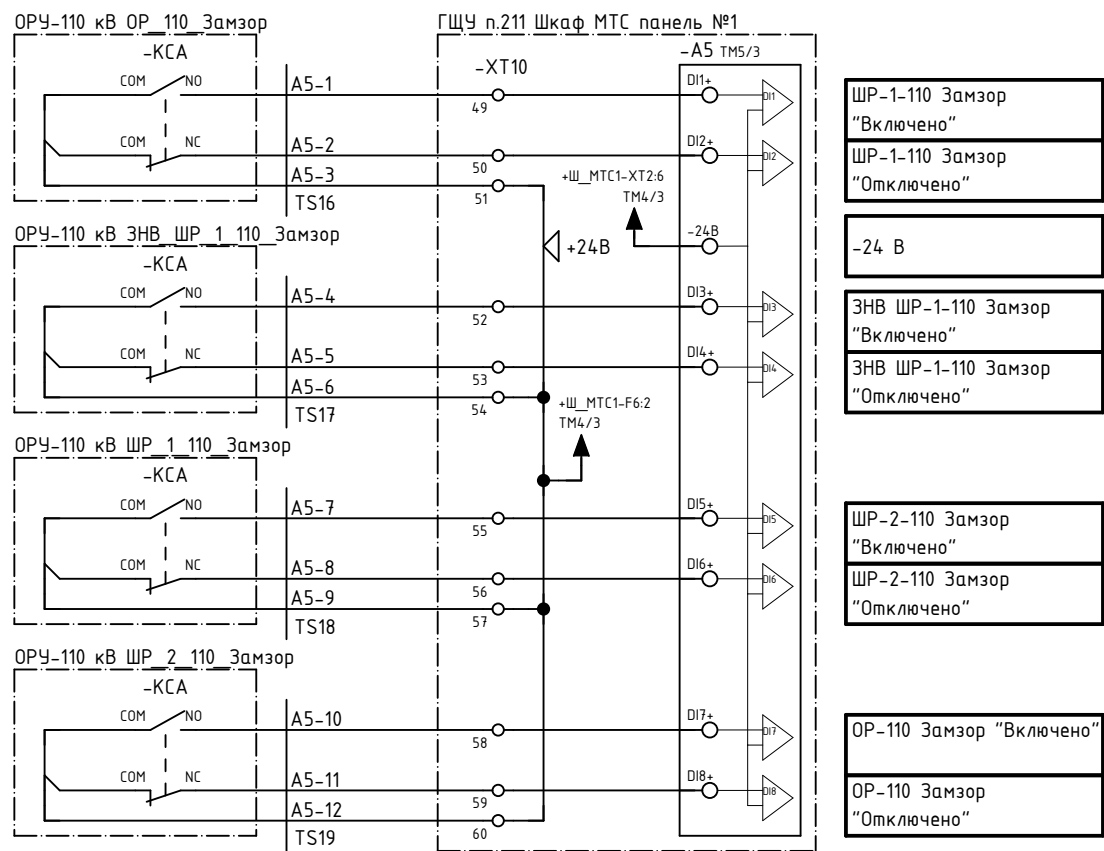 ОРУ-110 кВ ОР_110_Замзор
ГЩУ п.211 Шкаф МТС панель №1
-КСА
-XT10
-A5 TM5/3
COM NO
A5-1
49
DI1+
DI1
ШР-1-110 Замзор
"Включено"
COM NC
A5-2
50
DI2+
DI2
ШР-1-110 Замзор
"Отключено"
A5-3
51
TS16
+Ш_МТС1-XT2:6
TM4/3
-24В
+24В
-24 В
ОРУ-110 кВ ЗНВ_ШР_1_110_Замзор
-КСА
COM NO
A5-4
52
DI3+
DI3
ЗНВ ШР-1-110 Замзор
"Включено"
COM NC
A5-5
53
DI4+
DI4
ЗНВ ШР-1-110 Замзор
"Отключено"
A5-6
54
TS17
+Ш_МТС1-F6:2
TM4/3
ОРУ-110 кВ ШР_1_110_Замзор
-КСА
COM NO
A5-7
55
DI5+
DI5
ШР-2-110 Замзор
"Включено"
COM NC
A5-8
56
DI6+
DI6
ШР-2-110 Замзор
"Отключено"
A5-9
57
TS18
ОРУ-110 кВ ШР_2_110_Замзор
-КСА
COM NO
A5-10
58
DI7+
DI7
ОР-110 Замзор "Включено"
COM NC
A5-11
59
DI8+
DI8
ОР-110 Замзор
"Отключено"
A5-12
60
TS19